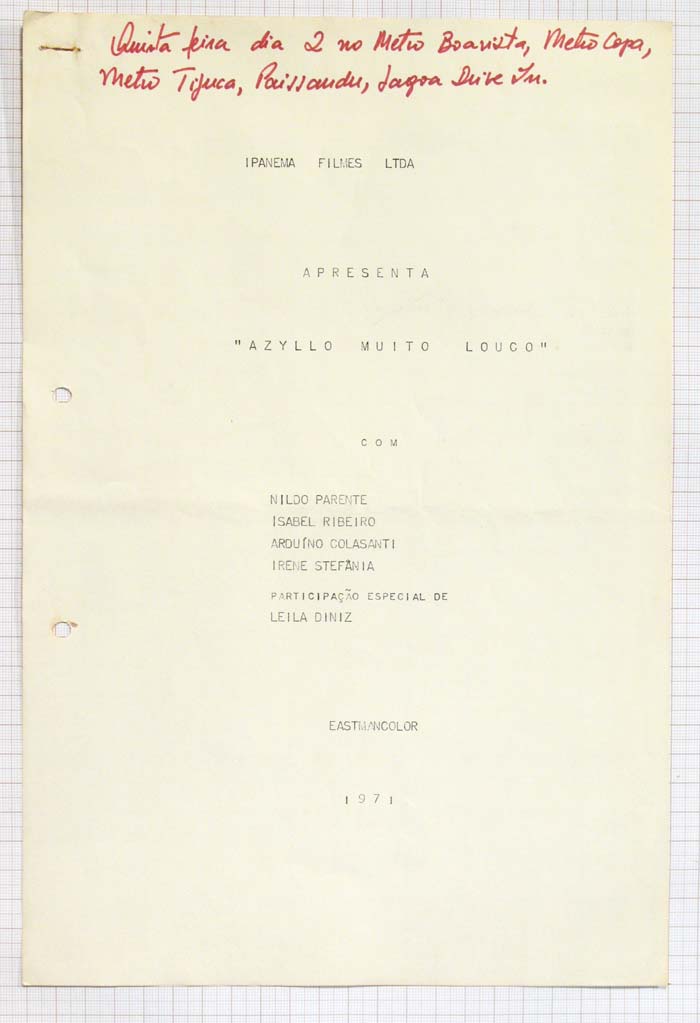 Quinta feira dia 2 no Metro Boavista, Metro Copa,
Metro Tijuca, Paissandu, Lagoa Drive In.
IPANEMA FILMES LTDA
APRESENTA
"AZYLLO MUITO LOUCO"
COM
NILDO PARENTE
ISABEL RIBEIRO
ARDUÍNO COLASANTI
IRENE STEFÂNIA
PARTICIPAÇÃO ESPECIAL DE
LEILA DINIZ
EASTMANCOLOR
1971